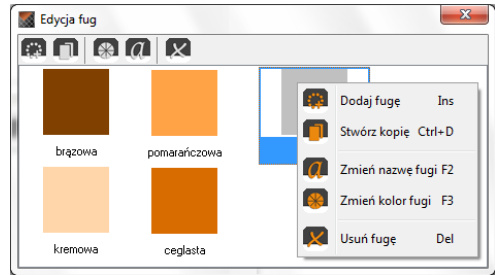 Edycja fug
brązowa
pomarańczowa
kremowa
ceglasta
Dodaj fugę Ins
Stwórz kopię Ctrl+D
Zmień nazwę fugi F2
Zmień kolor fugi F3
Usuń fugę Del